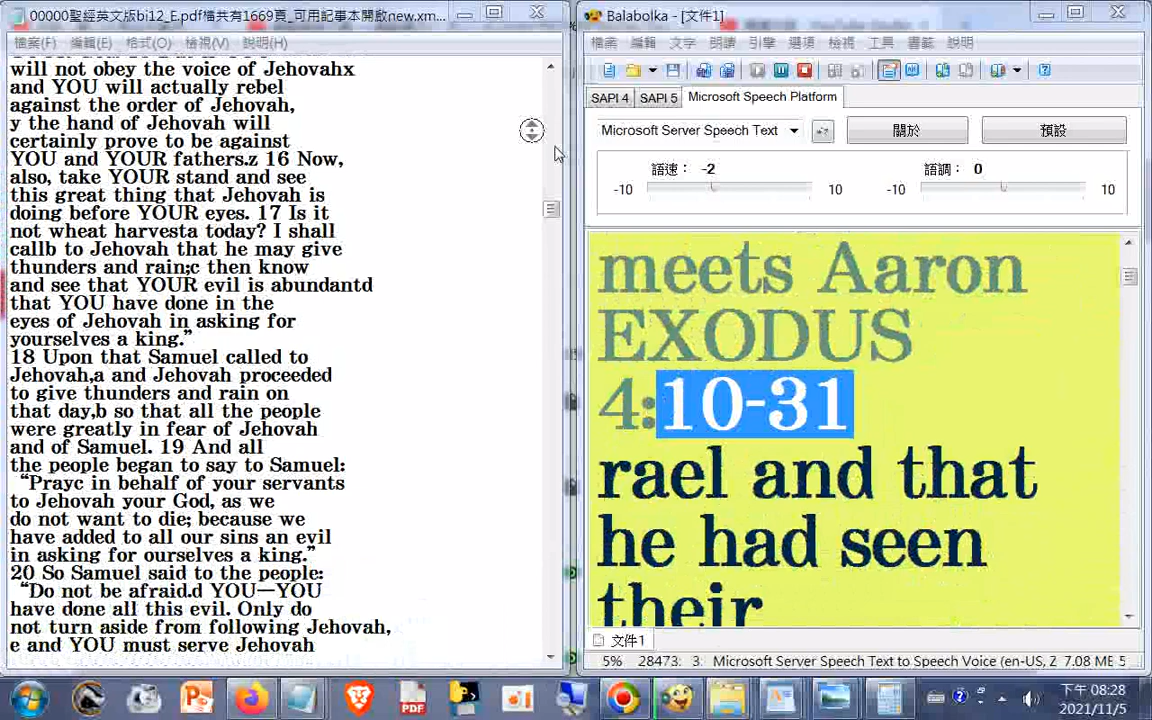 00000聖經英文版bi12_E.pdf檔共有1669頁_可用記事本開啟new.xm...
檔案(F) 編輯(E) 格式(O) 檢視(V) 說明(H)
will not obey the voice of Jehovahx
and YOU will actually rebel
against the order of Jehovah,
y the hand of Jehovah will
certainly prove to be against
YOU and YOUR fathers.z 16 Now,
also, take YOUR stand and see
this great thing that Jehovah is
doing before YOUR eyes. 17 Is it
not wheat harvesta today? I shall
callb to Jehovah that he may give
thunders and rain;c then know
and see that YOUR evil is abundantd
that YOU have done in the
eyes of Jehovah in asking for
yourselves a king.”
18 Upon that Samuel called to
Jehovah,a and Jehovah proceeded
to give thunders and rain on
that day,b so that all the people
were greatly in fear of Jehovah
and of Samuel. 19 And all
the people began to say to Samuel:
“Prayc in behalf of your servants
to Jehovah your God, as we
do not want to die; because we
have added to all our sins an evil
in asking for ourselves a king.”
20 So Samuel said to the people:
“Do not be afraid.d YOU—YOU
have done all this evil. Only do
not turn aside from following Jehovah,
e and YOU must serve Jehovah
Balabolka - [文件1]
檔案 編輯 文字 朗讀 引擎 選項 檢視 工具 書籤 說明
SAPI 4 SAPI 5 Microsoft Speech Platform
Microsoft Server Speech Text 關於 預設
語速： -2 語調： 0
-10 10 -10 10
meets Aaron
EXODUS
4:10-31
rael and that
he had seen
their
文件1
5% 28473: 3: Microsoft Server Speech Text to Speech Voice (en-US, Z 7.08 MB 5
下午 08:28
2021/11/5